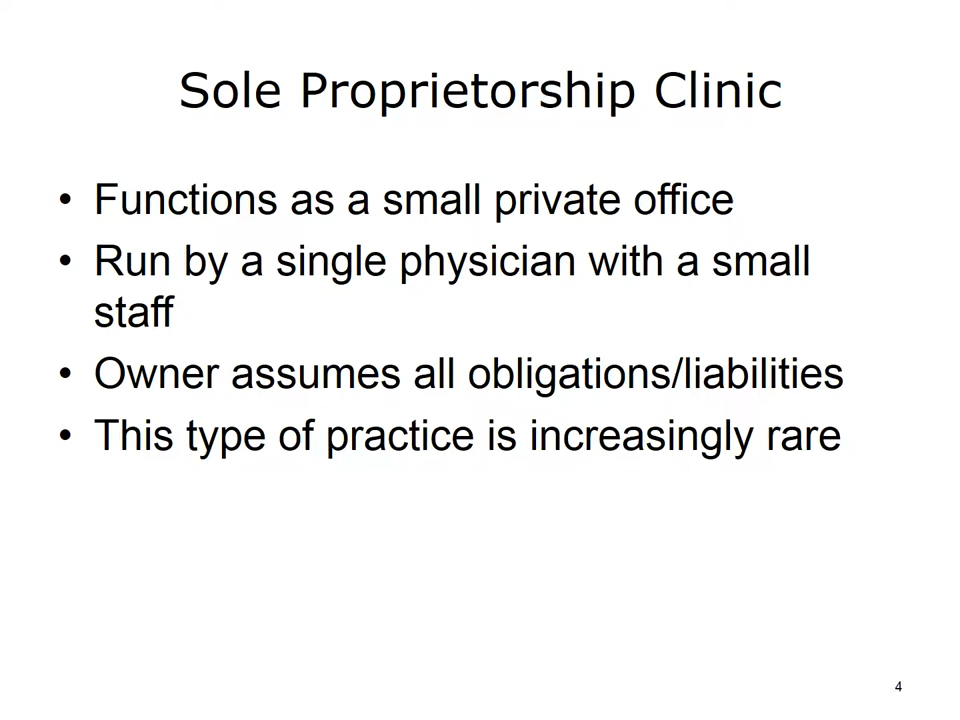 Sole Proprietorship Clinic
• Functions as a small private office
• Run by a single physician with a small
staff
• Owner assumes all obligations/liabilities
• This type of practice is increasingly rare
4